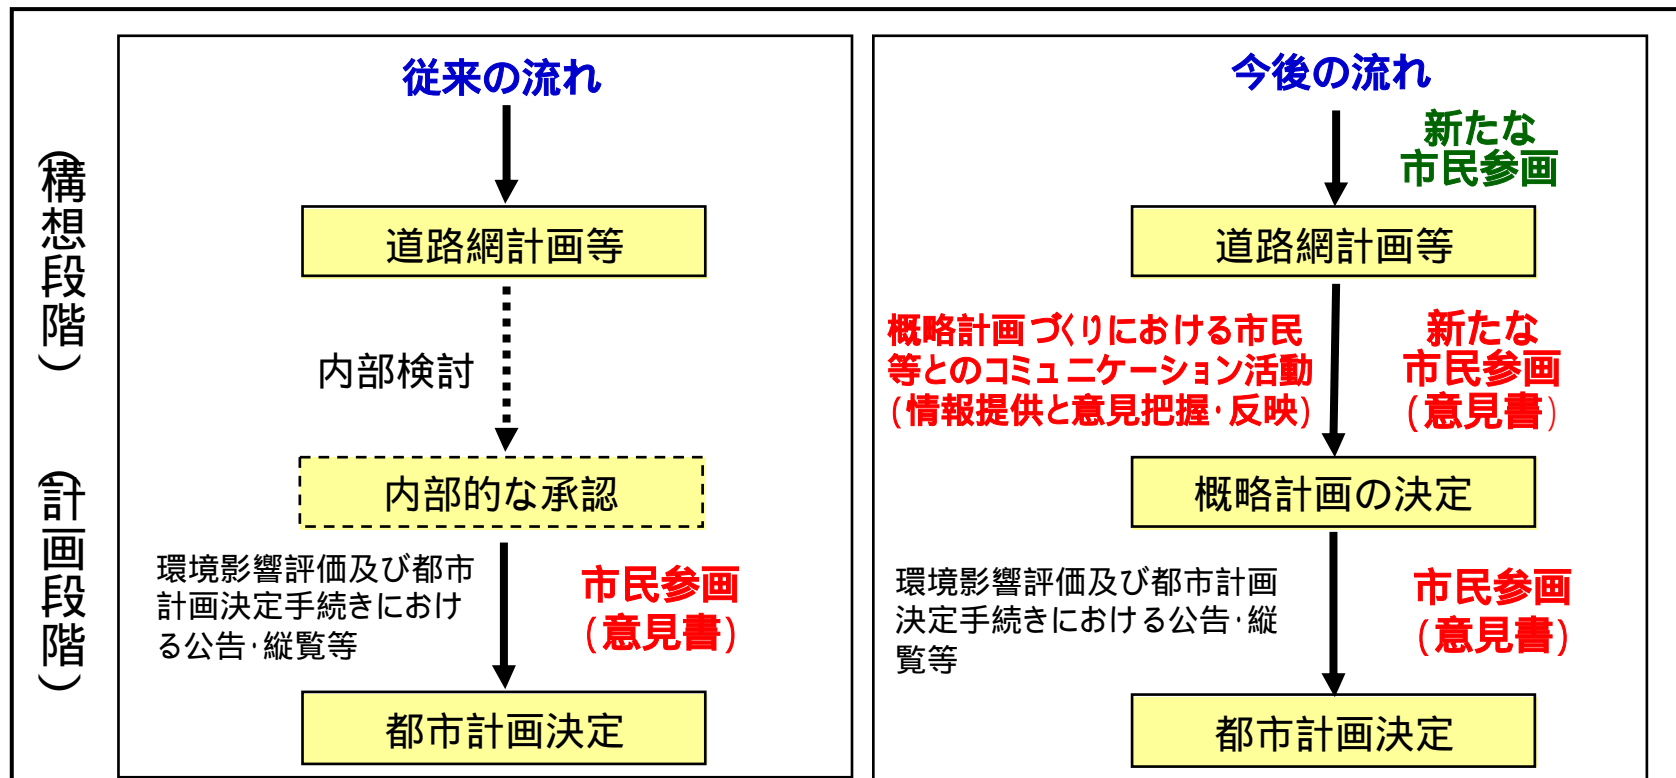 (構想段階)
(計画段階)
従来の流れ
道路網計画等
内部検討
内部的な承認
環境影響評価及び都市
計画決定手続きにおけ
る公告・縦覧等
市民参画
(意見書)
都市計画決定
今後の流れ
新たな
市民参画
道路網計画等
概略計画づくりにおける市民
等とのコミュニケーション活動
(情報提供と意見把握・反映)
新たな
市民参画
(意見書)
概略計画の決定
環境影響評価及び都市計画
決定手続きにおける公告・縦
覧等
市民参画
(意見書)
都市計画決定